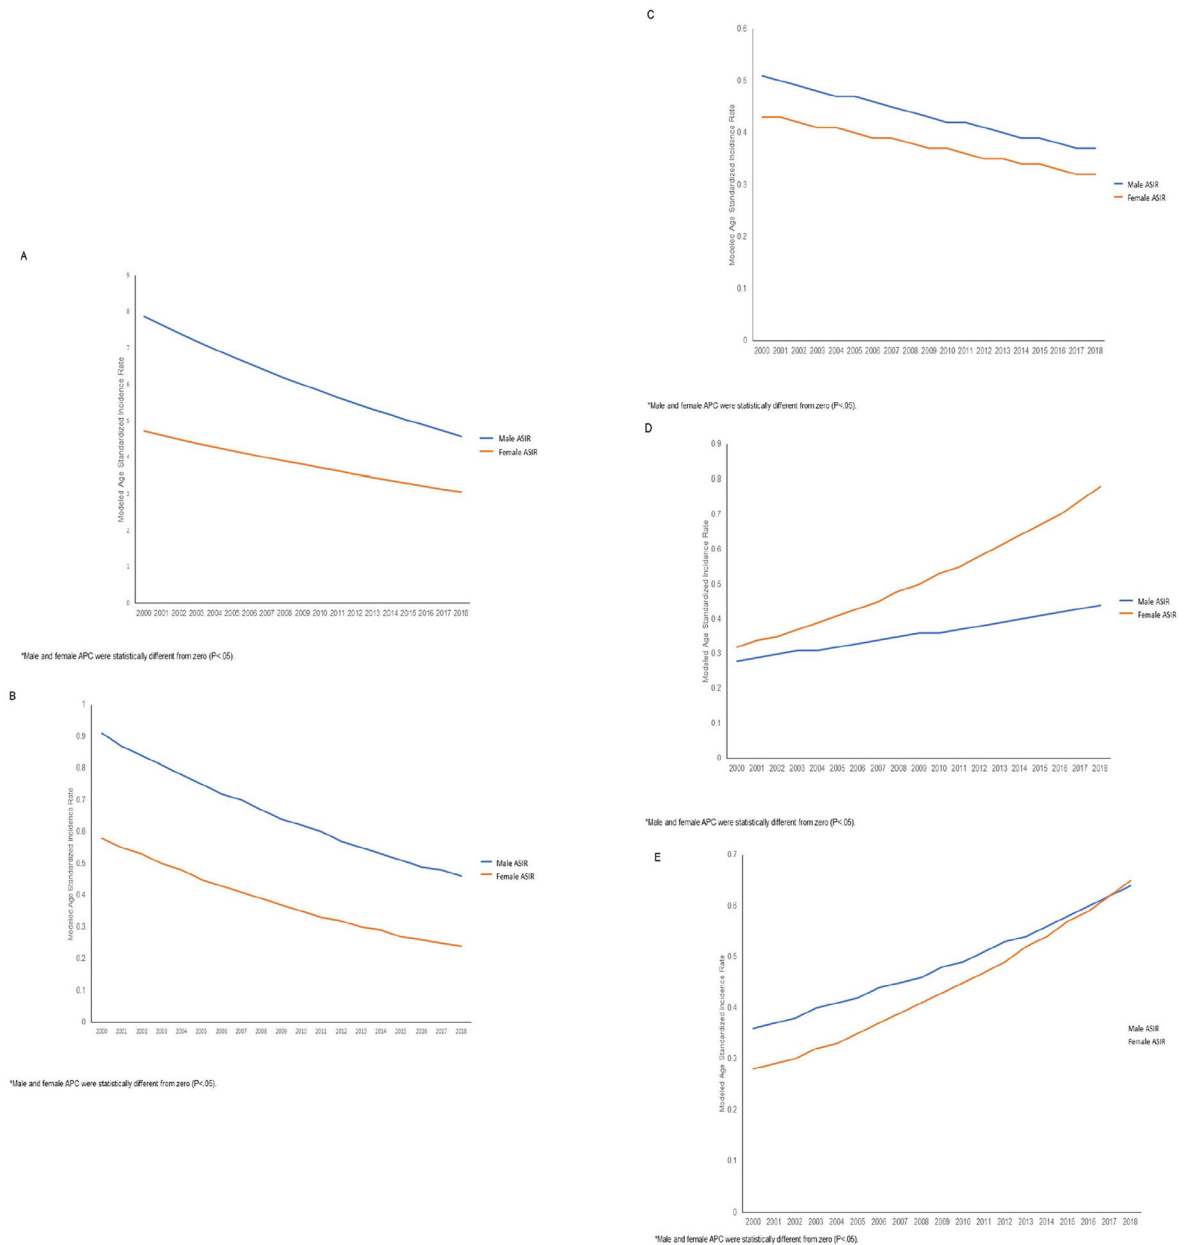 A
Modeled Age Standardized Incidence Rate
9
8
7
6
5
4
3
2
1
0
2000 2001 2002 2003 2004 2005 2006 2007 2008 2009 2010 2011 2012 2013 2014 2015 2016 2017 2018
Male ASIR
Female ASIR
*Male and female APC were statistically different from zero (P<.05).
B
Modeled Age Standardized Incidence Rate
1
0.9
0.8
0.7
0.6
0.5
0.4
0.3
0.2
0.1
0
2000 2001 2002 2003 2004 2005 2006 2007 2008 2009 2010 2011 2012 2013 2014 2015 2016 2017 2018
Male ASIR
Female ASIR
*Male and female APC were statistically different from zero (P<.05).
C
Modeled Age Standardized Incidence Rate
0.6
0.5
0.4
0.3
0.2
0.1
0
2000 2001 2002 2003 2004 2005 2006 2007 2008 2009 2010 2011 2012 2013 2014 2015 2016 2017 2018
Male ASIR
Female ASIR
*Male and female APC were statistically different from zero (P<.05).
D
Modeled Age Standardized Incidence Rate
0.9
0.8
0.7
0.6
0.5
0.4
0.3
0.2
0.1
0
2000 2001 2002 2003 2004 2005 2006 2007 2008 2009 2010 2011 2012 2013 2014 2015 2016 2017 2018
Male ASIR
Female ASIR
*Male and female APC were statistically different from zero (P<.05).
E
Modeled Age Standardized Incidence Rate
0.7
0.6
0.5
0.4
0.3
0.2
0.1
0
2000 2001 2002 2003 2004 2005 2006 2007 2008 2009 2010 2011 2012 2013 2014 2015 2016 2017 2018
Male ASIR
Female ASIR
*Male and female APC were statistically different from zero (P<.05).